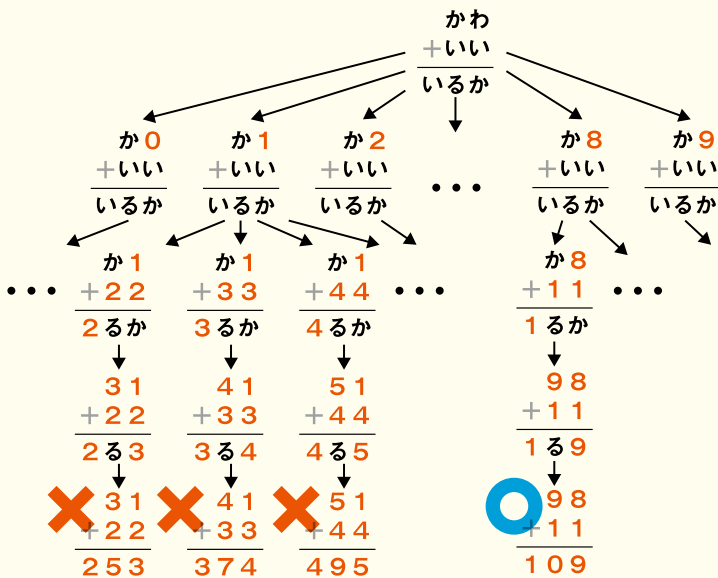 かわ
+いい
いるか
か0 か1 か2 か8 か9
+いい +いい +いい +いい +いい
いるか いるか いるか ••• いるか いるか
か1 か1 か1 か8
••• +22 +33 +44 ••• +11 •••
2るか 3るか 4るか 1るか
31 41 51 98
+22 +33 +44 +11
2る3 3る4 4る5 1る9
31 41 51 98
+22 +33 +44 +11
253 374 495 109